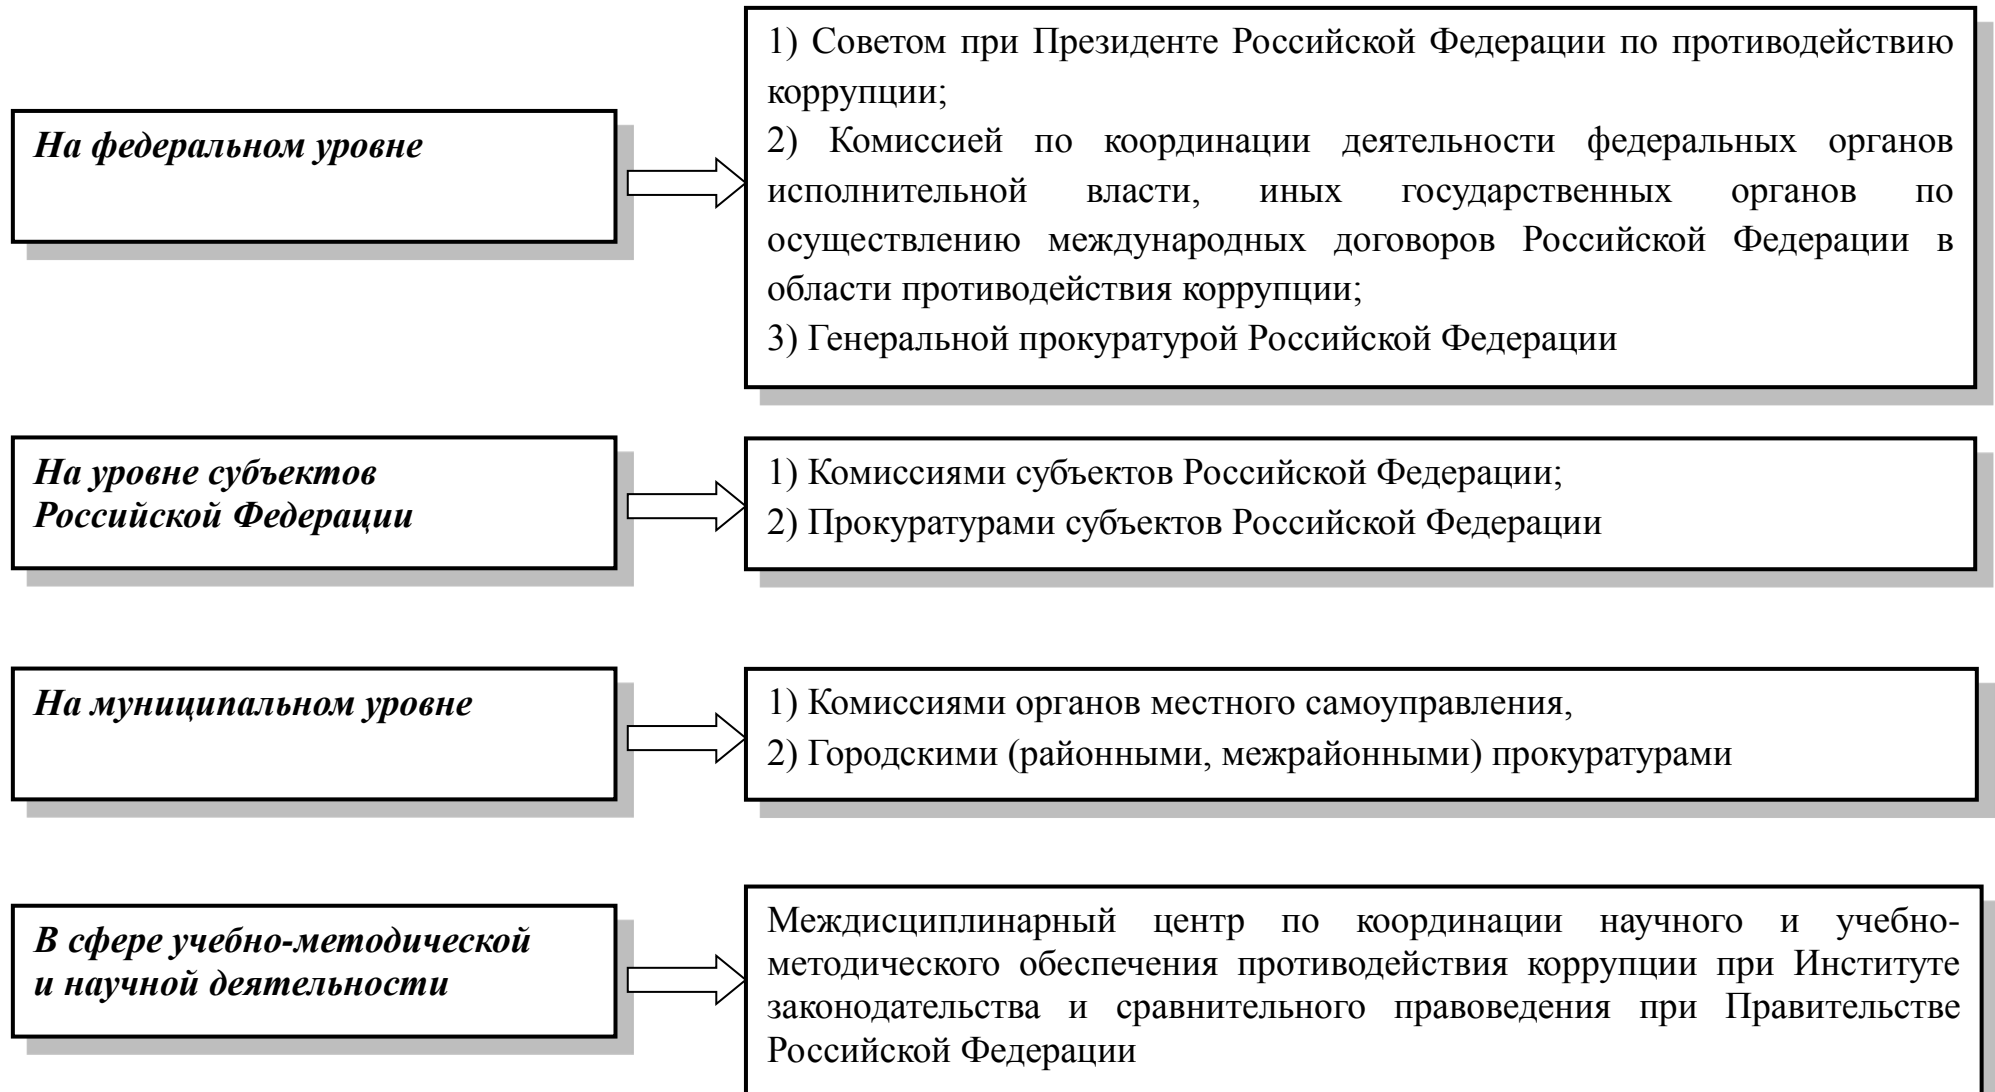 На федеральном уровне
1) Советом при Президенте Российской Федерации по противодействию
коррупции;
2) Комиссией по координации деятельности федеральных органов
исполнительной власти, иных государственных органов по
осуществлению международных договоров Российской Федерации в
области противодействия коррупции;
3) Генеральной прокуратурой Российской Федерации
На уровне субъектов
Российской Федерации
1) Комиссиями субъектов Российской Федерации;
2) Прокуратурами субъектов Российской Федерации
На муниципальном уровне
1) Комиссиями органов местного самоуправления,
2) Городскими (районными, межрайонными) прокуратурами
В сфере учебно-методической
и научной деятельности
Междисциплинарный центр по координации научного и учебно-
методического обеспечения противодействия коррупции при Институте
законодательства и сравнительного правоведения при Правительстве
Российской Федерации